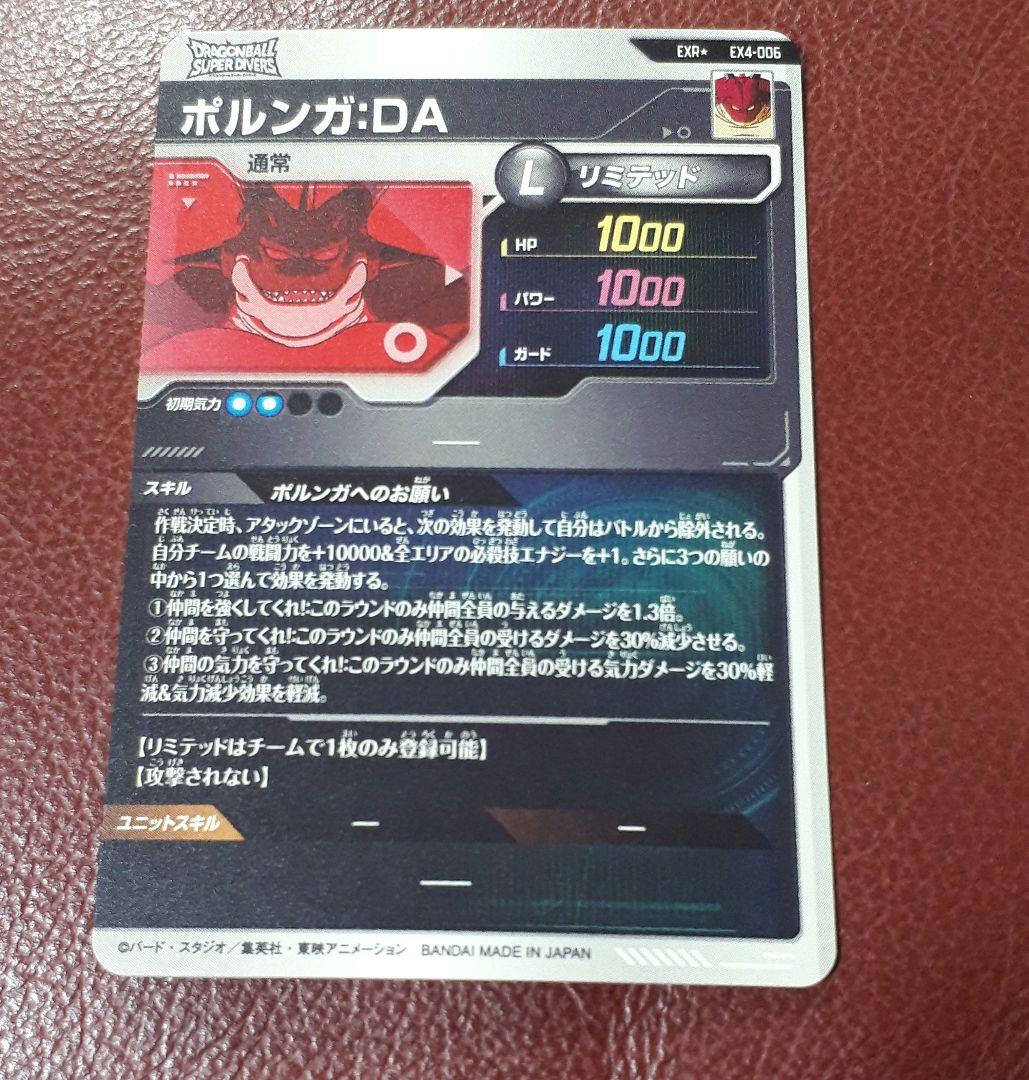 DRAGONBALL
SUPER DIVERS
EXR★ EX4-006
ポルンガ:DA
通常
L リミテッド
HP 1000
パワー 1000
ガード 1000
初期気力
スキル ポルンガへのお願い
作戦決定時、アタックゾーンにいると、次の効果を発動して自分はバトルから除外される。
自分チームの戦闘力を+10000&全エリアの必殺技エナジーを+1。さらに3つの願いの
中から1つ選んで効果を発動する。
①仲間を強くしてくれ!:このラウンドのみ仲間全員の与えるダメージを1.3倍。
②仲間を守ってくれ!:このラウンドのみ仲間全員の受けるダメージを30%減少させる。
③仲間の気力を守ってくれ!:このラウンドのみ仲間全員の受ける気力ダメージを30%軽
減&気力減少効果を軽減。
【リミテッドはチームで1枚のみ登録可能】
【攻撃されない】
ユニットスキル ー ー
ー
©バード・スタジオ／集英社・東映アニメーション BANDAI MADE IN JAPAN